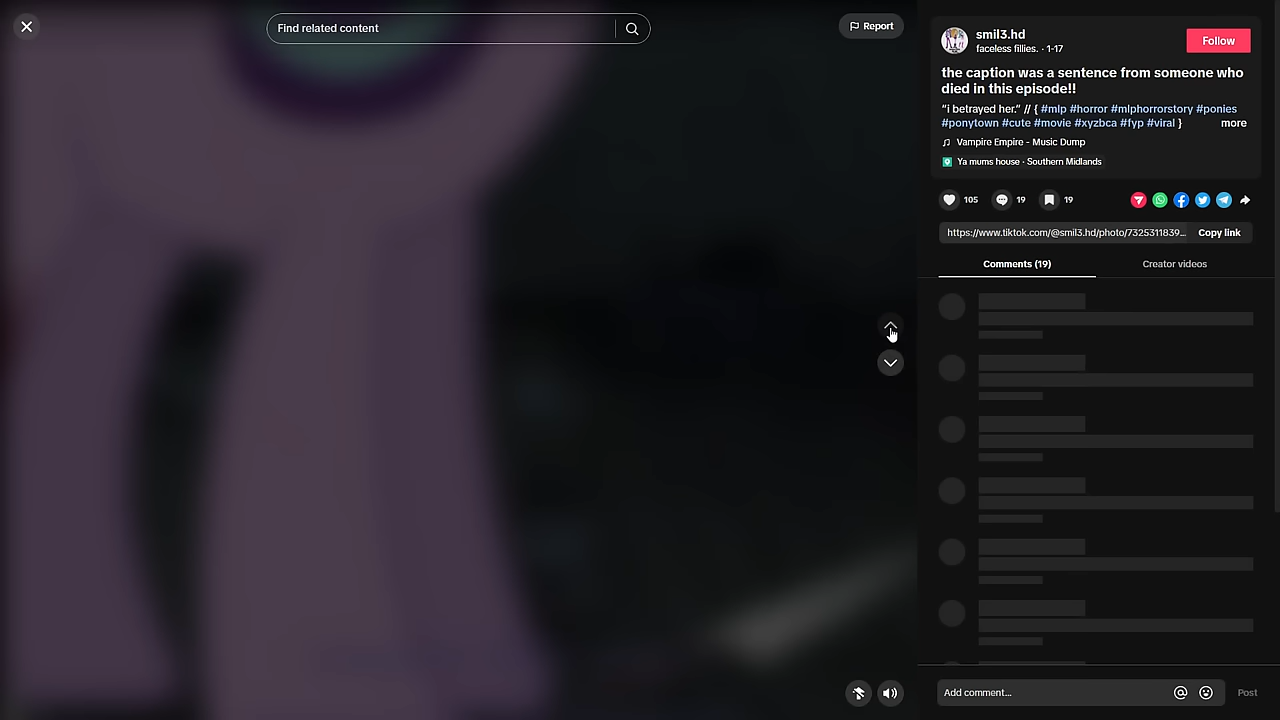 Find related content
Report
smil3.hd
faceless fillies. · 1-17
Follow
the caption was a sentence from someone who
died in this episode!!
“i betrayed her.” // { #mlp #horror #mlphorrorstory #ponies
#ponytown #cute #movie #xyzbca #fyp #viral } more
Vampire Empire - Music Dump
Ya mums house · Southern Midlands
105 19 19
https://www.tiktok.com/@smil3.hd/photo/7325311839... Copy link
Comments (19) Creator videos
Add comment... Post